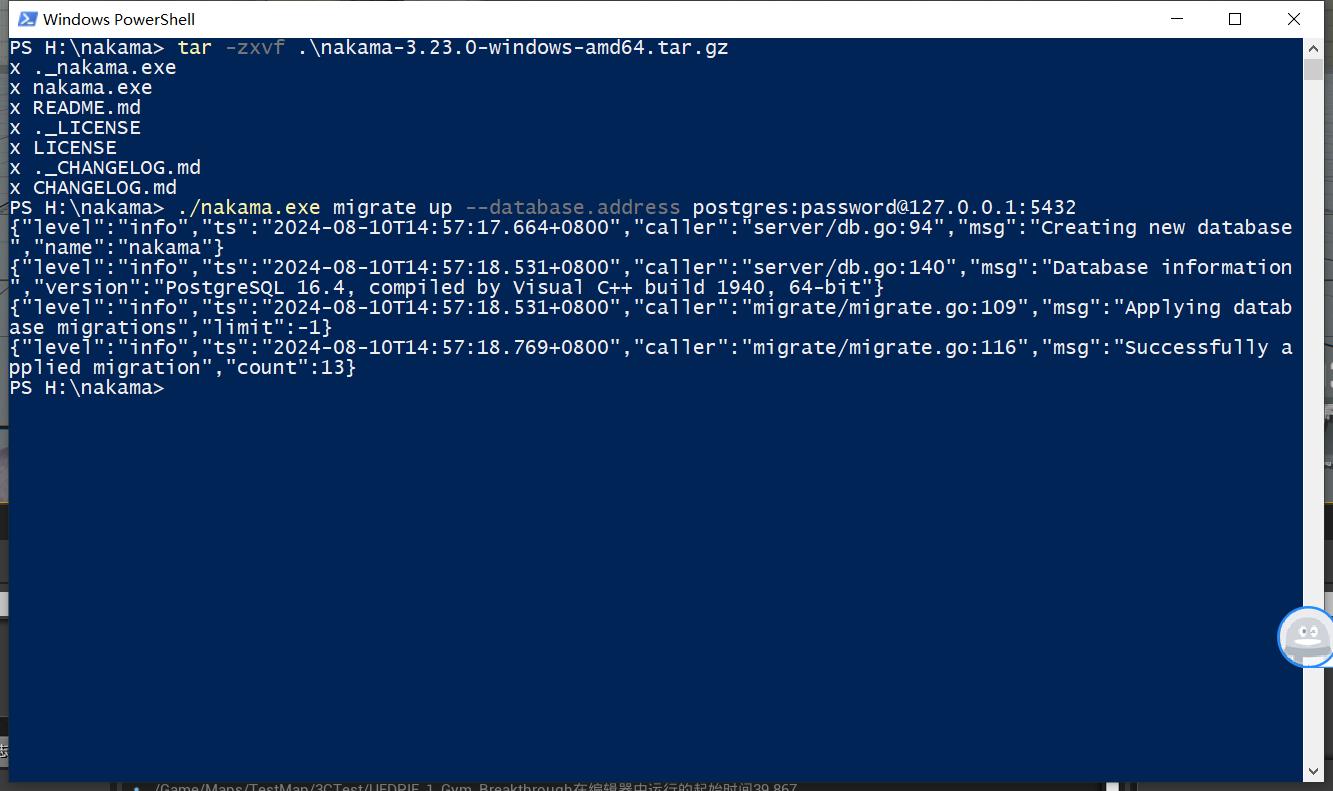 Windows PowerShell
PS H:\nakama> tar -zxvf .\nakama-3.23.0-windows-amd64.tar.gz
x ._nakama.exe
x nakama.exe
x README.md
x ._LICENSE
x LICENSE
x ._CHANGELOG.md
x CHANGELOG.md
PS H:\nakama> ./nakama.exe migrate up --database.address postgres:password@127.0.0.1:5432
{"level":"info","ts":"2024-08-10T14:57:17.664+0800","caller":"server/db.go:94","msg":"Creating new database
","name":"nakama"}
{"level":"info","ts":"2024-08-10T14:57:18.531+0800","caller":"server/db.go:140","msg":"Database information
","version":"PostgreSQL 16.4, compiled by Visual C++ build 1940, 64-bit"}
{"level":"info","ts":"2024-08-10T14:57:18.531+0800","caller":"migrate/migrate.go:109","msg":"Applying datab
ase migrations","limit":-1}
{"level":"info","ts":"2024-08-10T14:57:18.769+0800","caller":"migrate/migrate.go:116","msg":"Successfully a
pplied migration","count":13}
PS H:\nakama>
志
/Game/Maps/TestMap/3CTest/UEDPIE_1_Gym_Breakthrough在编辑器中运行的起始时间39.867